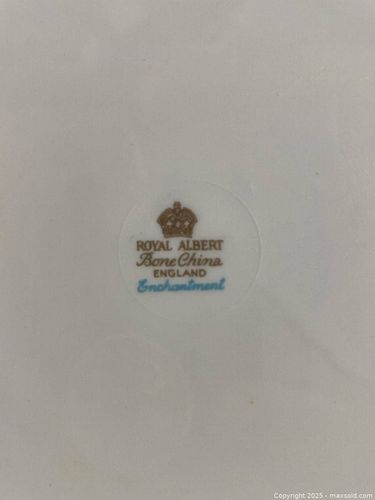 ROYAL ALBERT
Bone China
ENGLAND
Enchantment
Copyright 2025 - maxsold.com